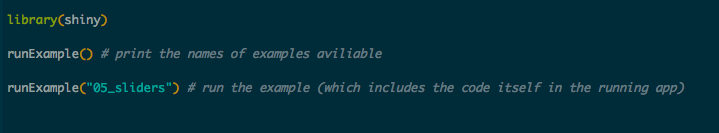 library(shiny)
runExample() # print the names of examples aviliable
runExample("05_sliders") # run the example (which includes the code itself in the running app)